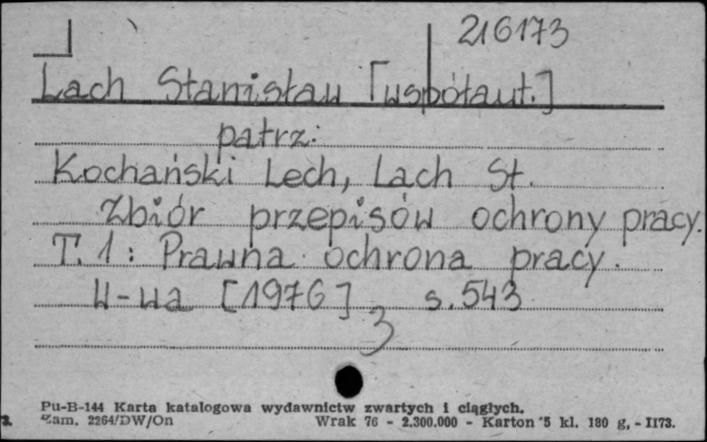 216173
Lach Stanisław [współaut.]
patrz:
Kochański Lech, Lach St.
Zbiór przepisów ochrony pracy.
T. 1: Prawna ochrona pracy.
W-wa [1976] s. 543
3
Pu-B-144 Karta katalogowa wydawnictw zwartych i ciągłych.
Zam. 2264/DW/On Wrak 76 - 2.300.000 - Karton 5 kl. 180 g, - II73.